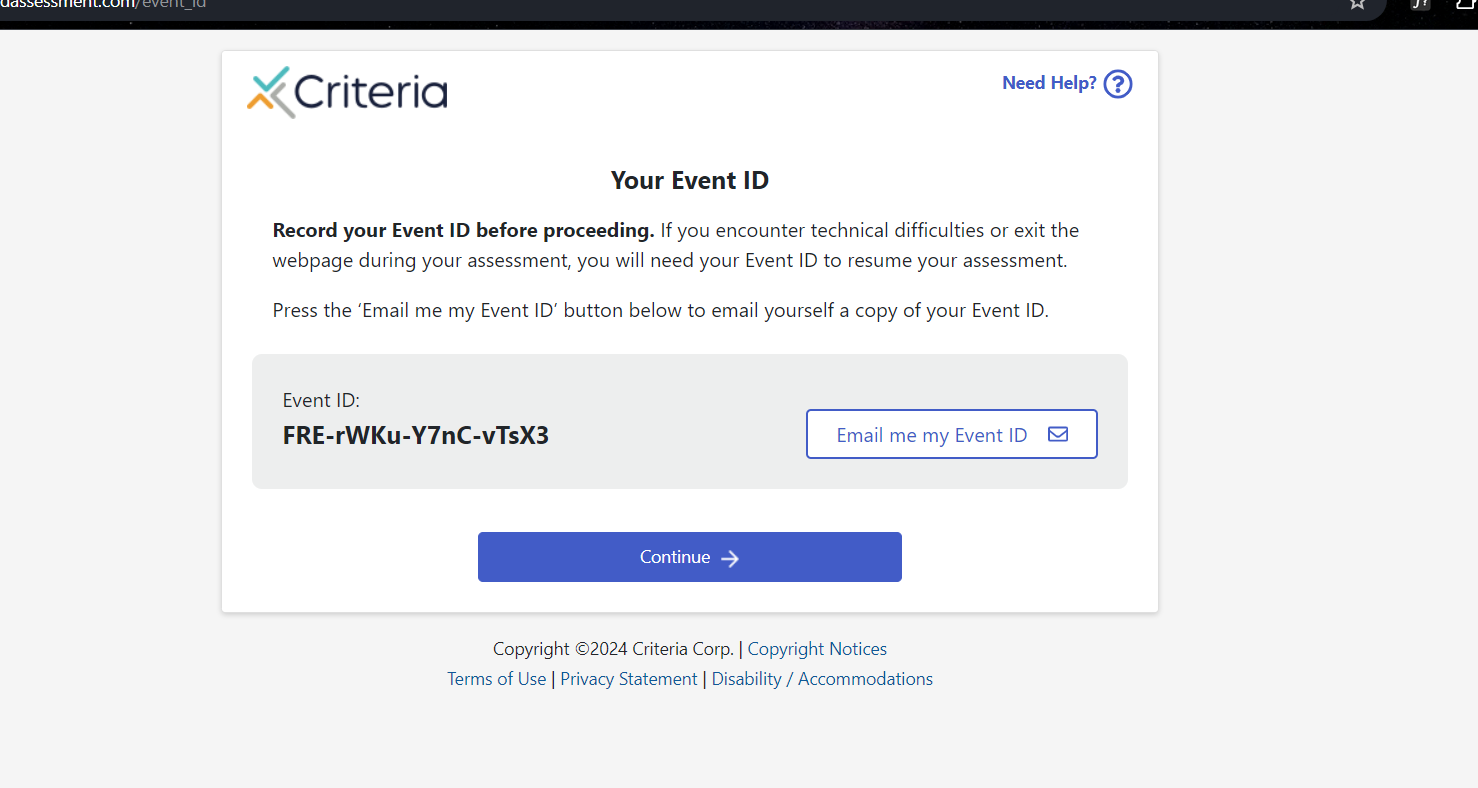 dassessment.com/event_id
Criteria
Need Help?
Your Event ID
Record your Event ID before proceeding. If you encounter technical difficulties or exit the
webpage during your assessment, you will need your Event ID to resume your assessment.
Press the ‘Email me my Event ID’ button below to email yourself a copy of your Event ID.
Event ID:
FRE-rWKu-Y7nC-vTsX3
Email me my Event ID
Continue
Copyright ©2024 Criteria Corp. | Copyright Notices
Terms of Use | Privacy Statement | Disability / Accommodations